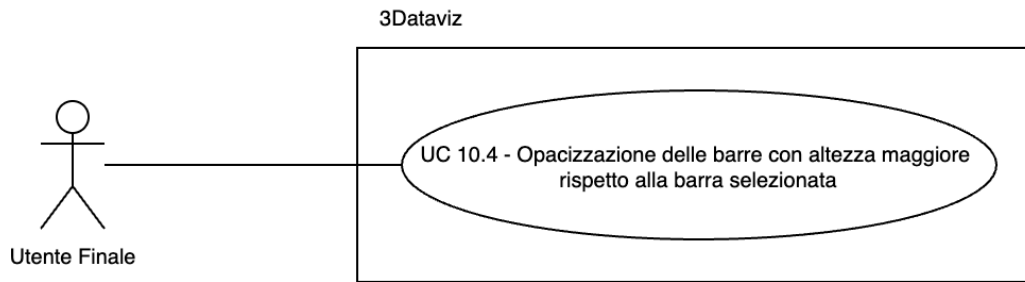 3Dataviz
UC 10.4 - Opacizzazione delle barre con altezza maggiore
rispetto alla barra selezionata
Utente Finale